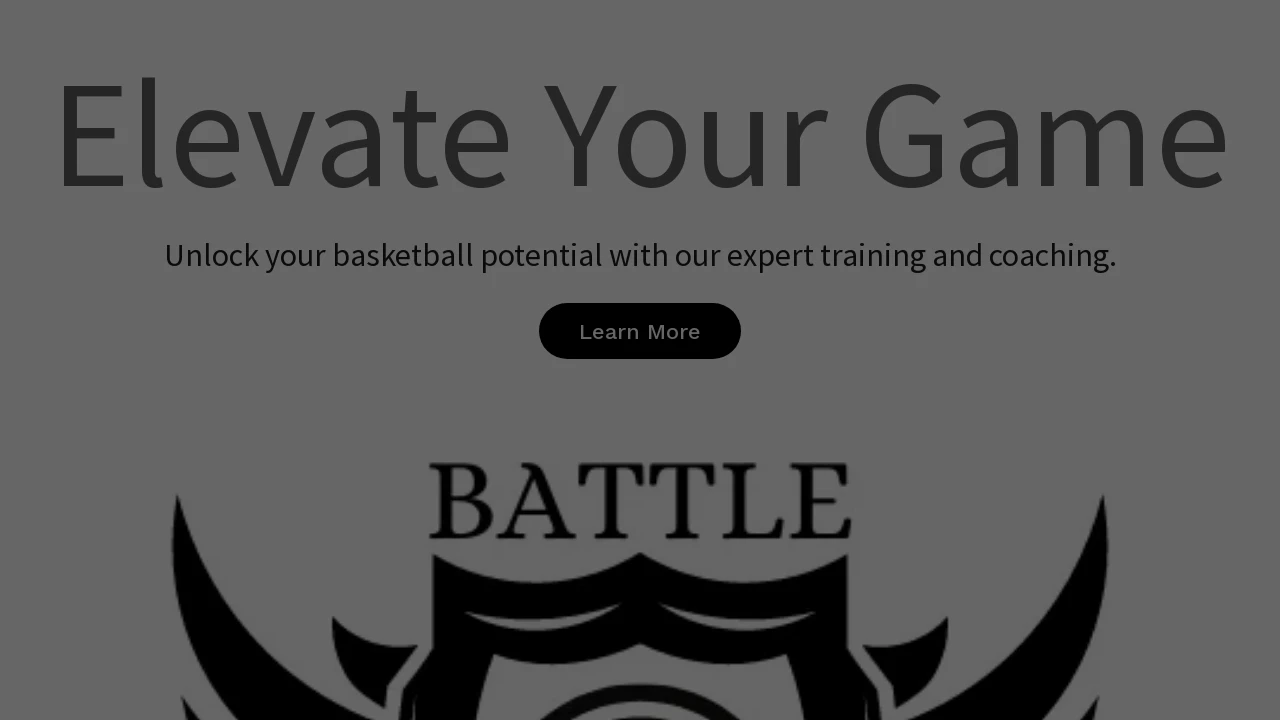 Elevate Your Game
Unlock your basketball potential with our expert training and coaching.
Learn More
BATTLE